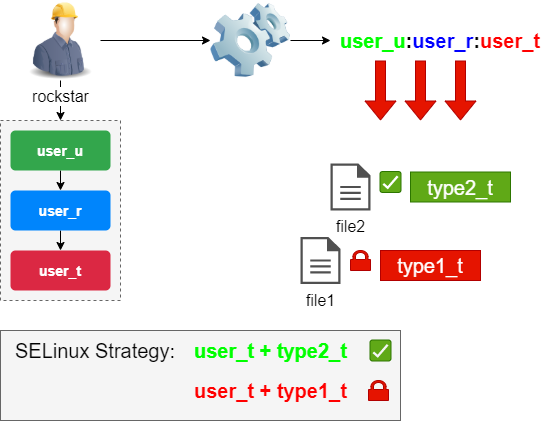 user_u:user_r:user_t
rockstar
user_u
user_r
user_t
type2_t
file2
type1_t
file1
SELinux Strategy: user_t + type2_t
user_t + type1_t